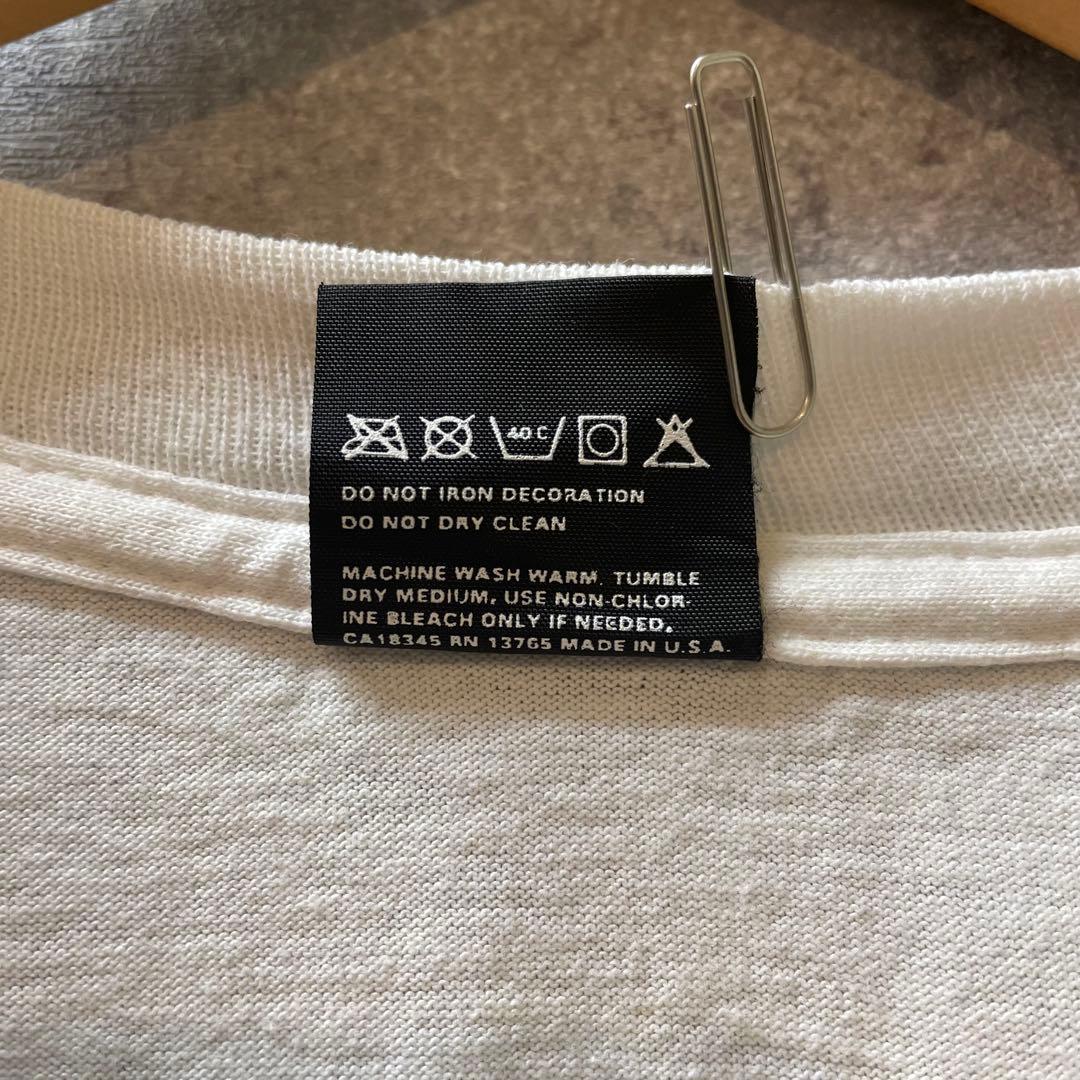 40 C
DO NOT IRON DECORATION
DO NOT DRY CLEAN
MACHINE WASH WARM, TUMBLE
DRY MEDIUM, USE NON-CHLOR-
INE BLEACH ONLY IF NEEDED.
CA18345 RN 13765 MADE IN U.S.A.